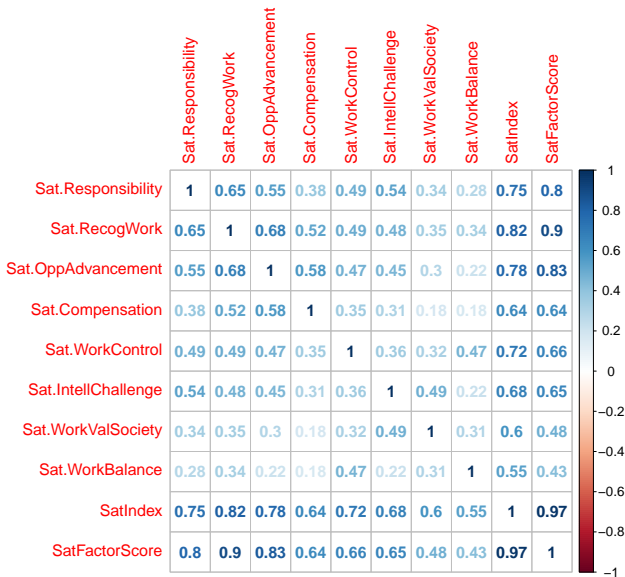 Sat.Responsibility Sat.RecogWork Sat.OppAdvancement Sat.Compensation Sat.WorkControl Sat.IntellChallenge Sat.WorkValSociety Sat.WorkBalance SatIndex SatFactorScore
Sat.Responsibility 1 0.65 0.55 0.38 0.49 0.54 0.34 0.28 0.75 0.8
Sat.RecogWork 0.65 1 0.68 0.52 0.49 0.48 0.35 0.34 0.82 0.9
Sat.OppAdvancement 0.55 0.68 1 0.58 0.47 0.45 0.3 0.22 0.78 0.83
Sat.Compensation 0.38 0.52 0.58 1 0.35 0.31 0.18 0.18 0.64 0.64
Sat.WorkControl 0.49 0.49 0.47 0.35 1 0.36 0.32 0.47 0.72 0.66
Sat.IntellChallenge 0.54 0.48 0.45 0.31 0.36 1 0.49 0.22 0.68 0.65
Sat.WorkValSociety 0.34 0.35 0.3 0.18 0.32 0.49 1 0.31 0.6 0.48
Sat.WorkBalance 0.28 0.34 0.22 0.18 0.47 0.22 0.31 1 0.55 0.43
SatIndex 0.75 0.82 0.78 0.64 0.72 0.68 0.6 0.55 1 0.97
SatFactorScore 0.8 0.9 0.83 0.64 0.66 0.65 0.48 0.43 0.97 1
1
0.8
0.6
0.4
0.2
0
−0.2
−0.4
−0.6
−0.8
−1